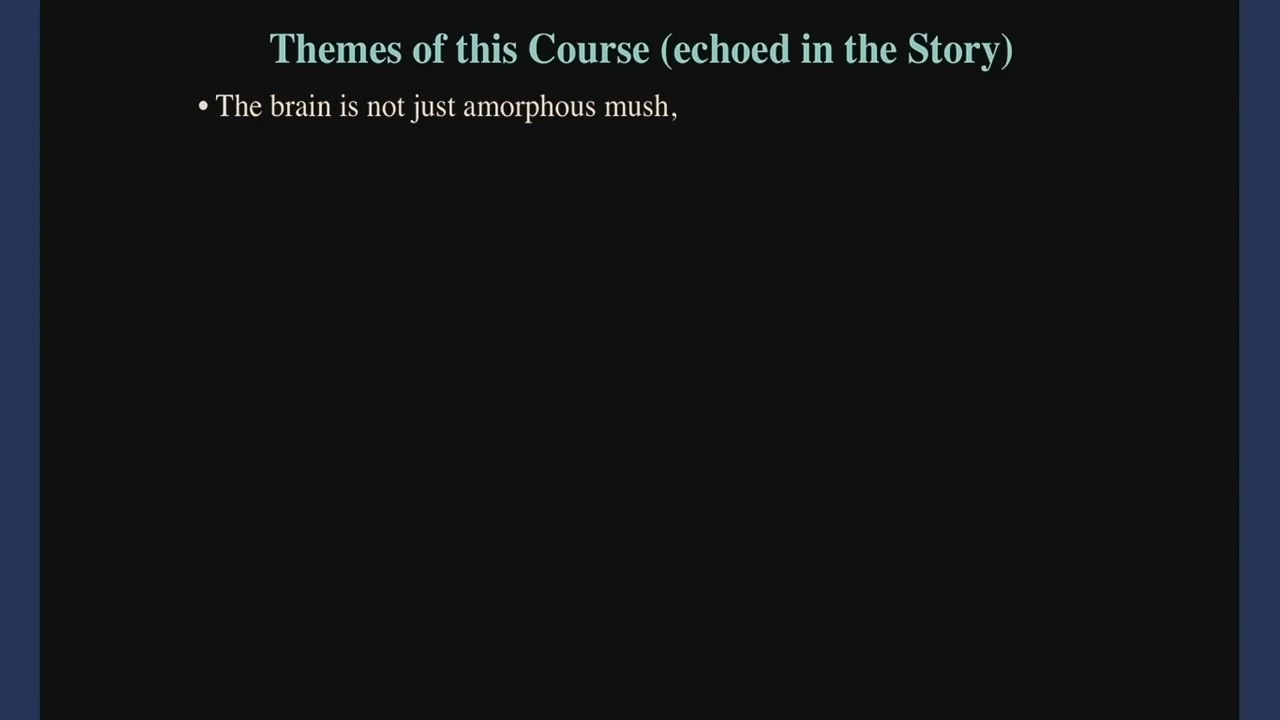 Themes of this Course (echoed in the Story)
• The brain is not just amorphous mush,